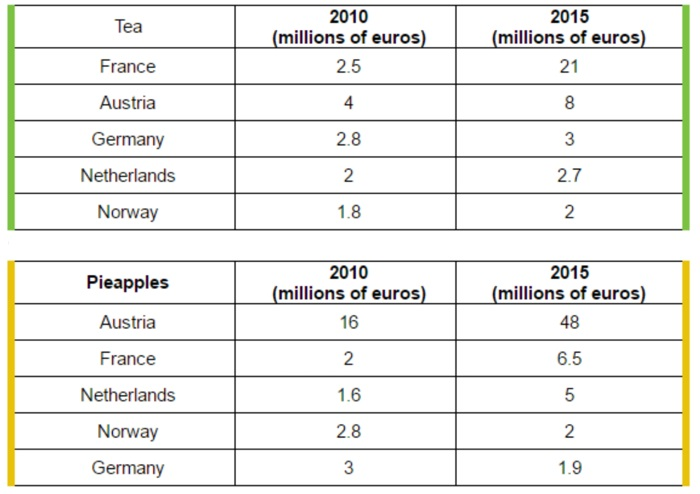 Tea 2010 (millions of euros) 2015 (millions of euros)
France 2.5 21
Austria 4 8
Germany 2.8 3
Netherlands 2 2.7
Norway 1.8 2
Pieapples 2010 (millions of euros) 2015 (millions of euros)
Austria 16 48
France 2 6.5
Netherlands 1.6 5
Norway 2.8 2
Germany 3 1.9